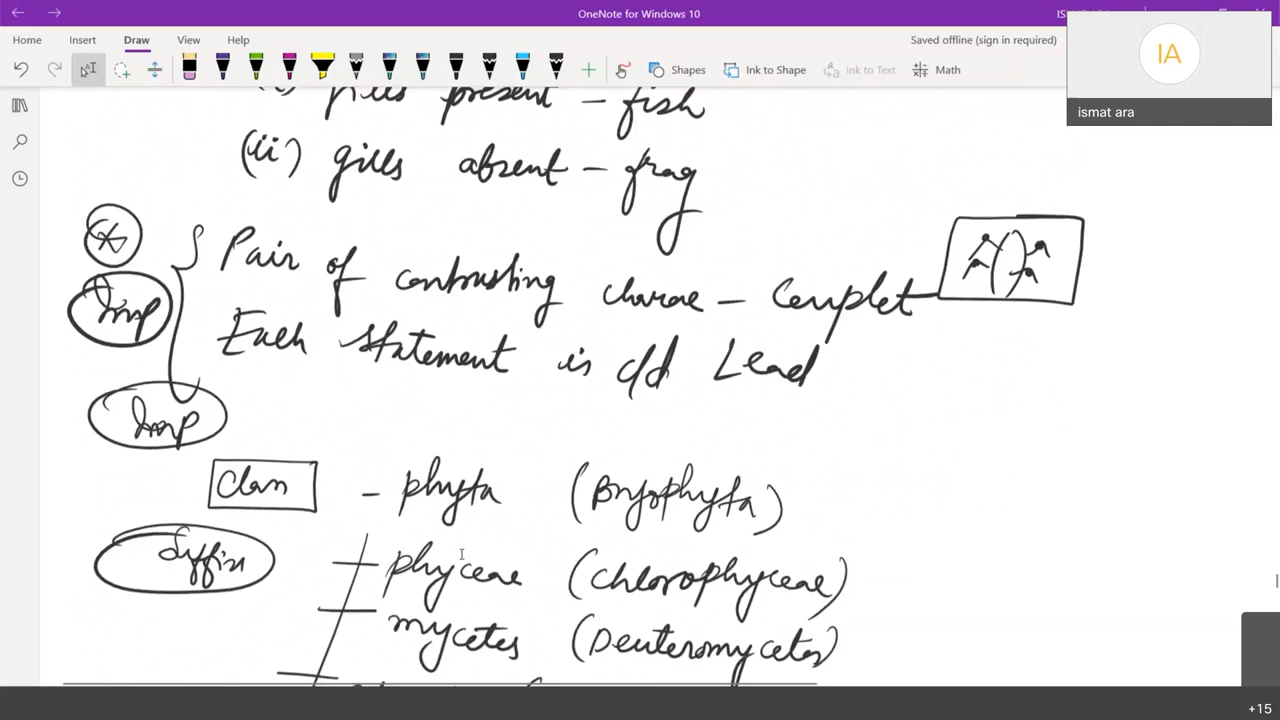 OneNote for Windows 10
Home Insert Draw View Help
Saved offline (sign in required)
Shapes Ink to Shape Ink to Text Math
IA
ismat ara
gills present - fish
(ii) gills absent - frog
Pair of contrasting charac - Couplet
Imp
Each statement is c/d Lead
Imp
Class - phyta (Bryophyta)
Suffix
phyceae (Chlorophyceae)
mycetes (Deuteromycetes)
+15